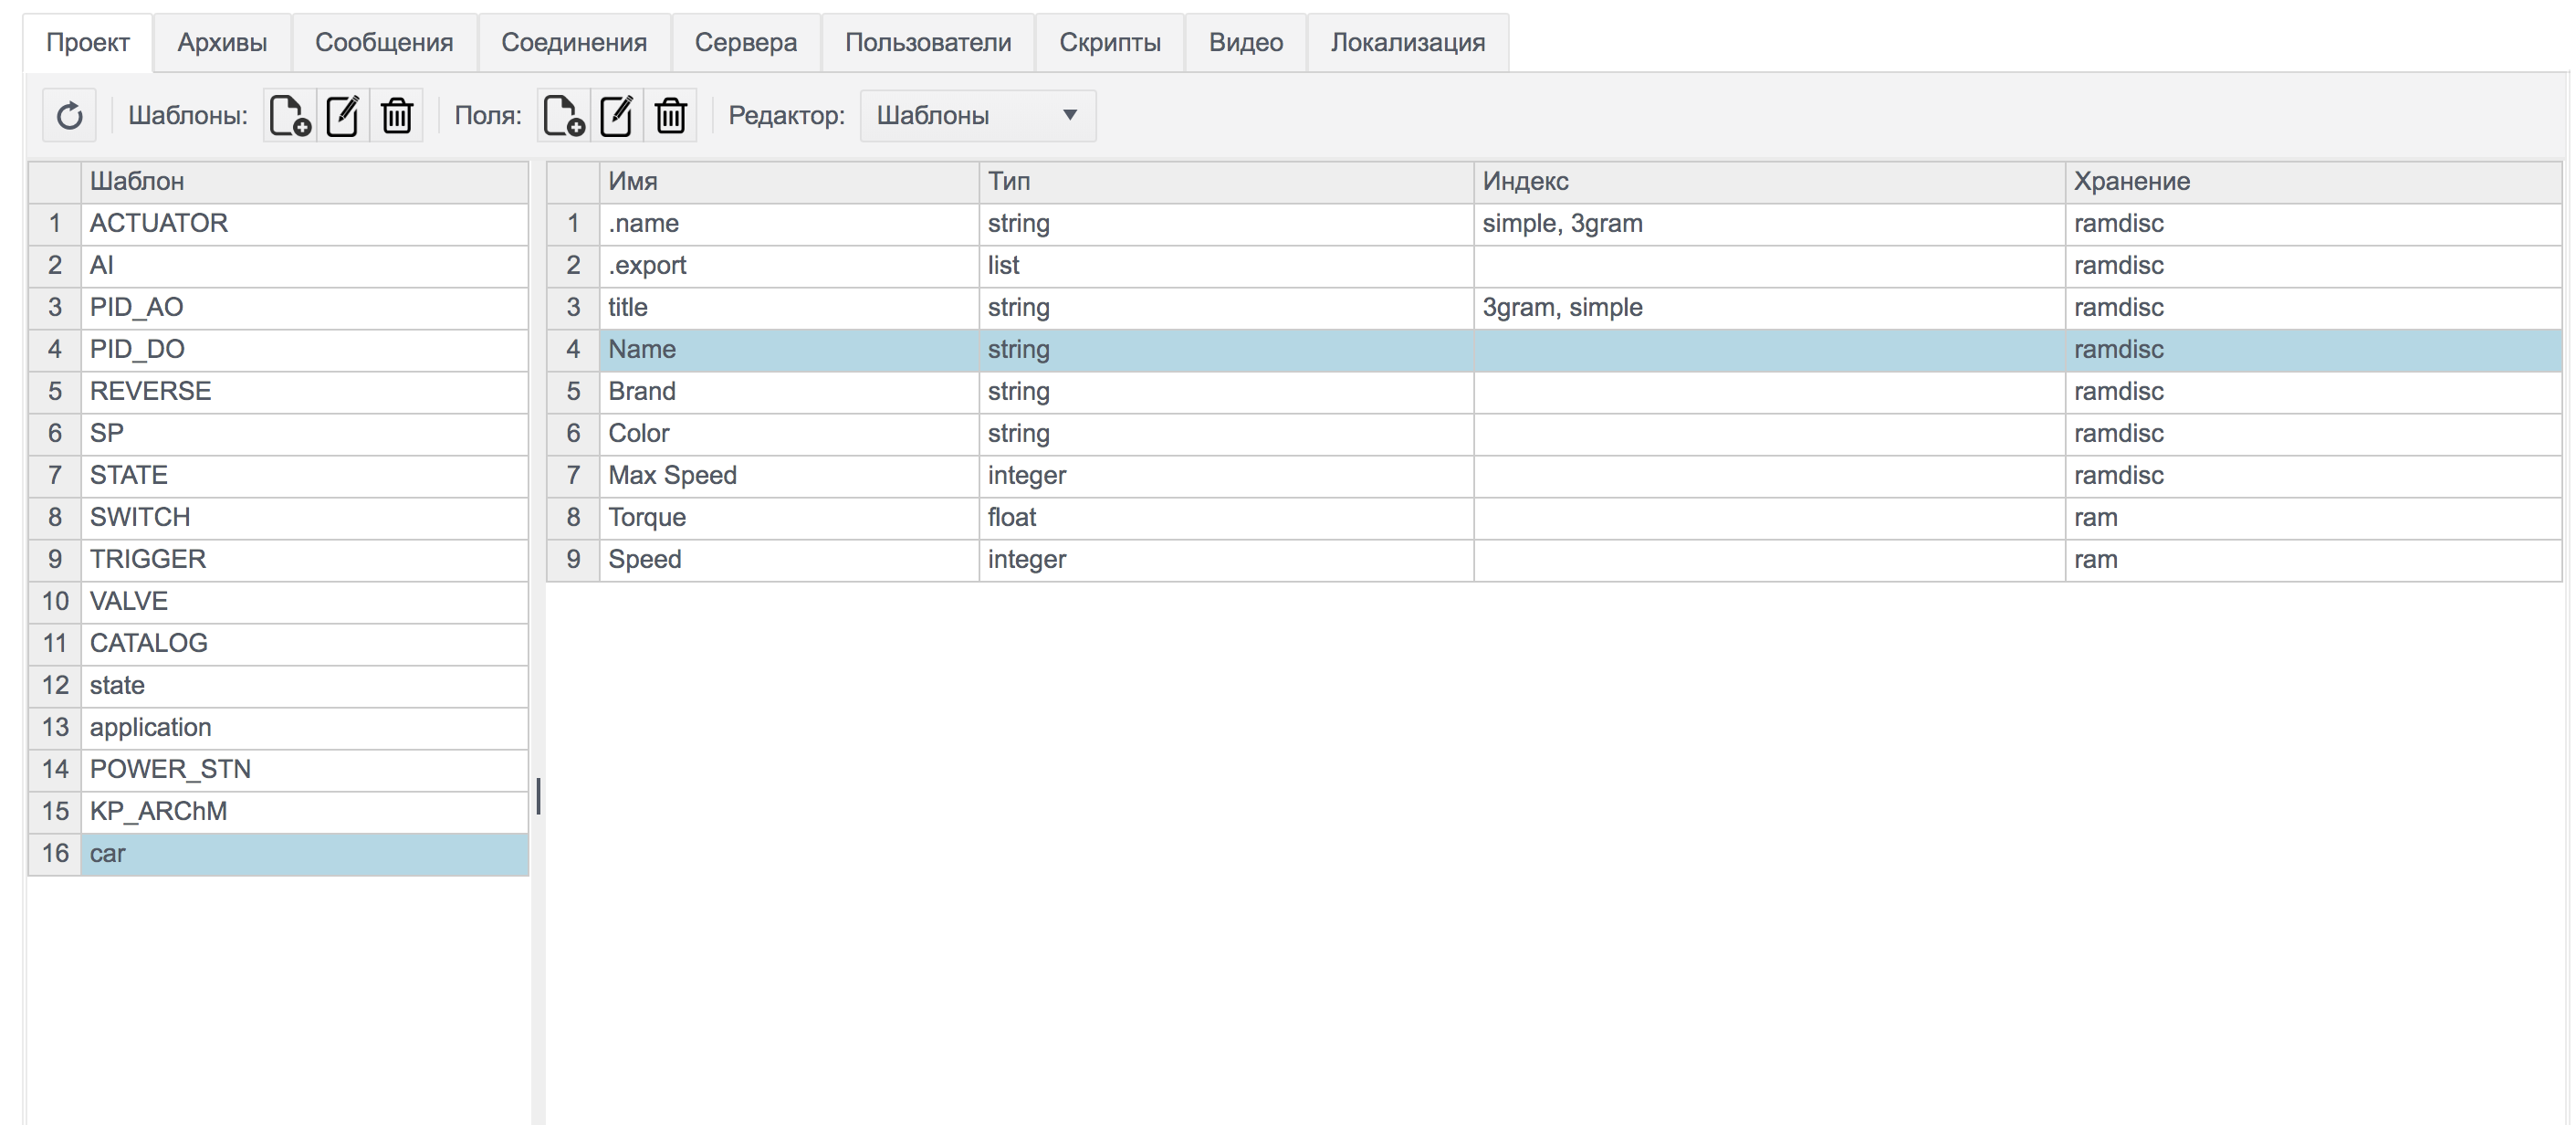 Проект Архивы Сообщения Соединения Сервера Пользователи Скрипты Видео Локализация
Шаблоны: Поля: Редактор: Шаблоны
Шаблон
1 ACTUATOR
2 AI
3 PID_AO
4 PID_DO
5 REVERSE
6 SP
7 STATE
8 SWITCH
9 TRIGGER
10 VALVE
11 CATALOG
12 state
13 application
14 POWER_STN
15 KP_ARChM
16 car
Имя Тип Индекс Хранение
1 .name string simple, 3gram ramdisc
2 .export list ramdisc
3 title string 3gram, simple ramdisc
4 Name string ramdisc
5 Brand string ramdisc
6 Color string ramdisc
7 Max Speed integer ramdisc
8 Torque float ram
9 Speed integer ram